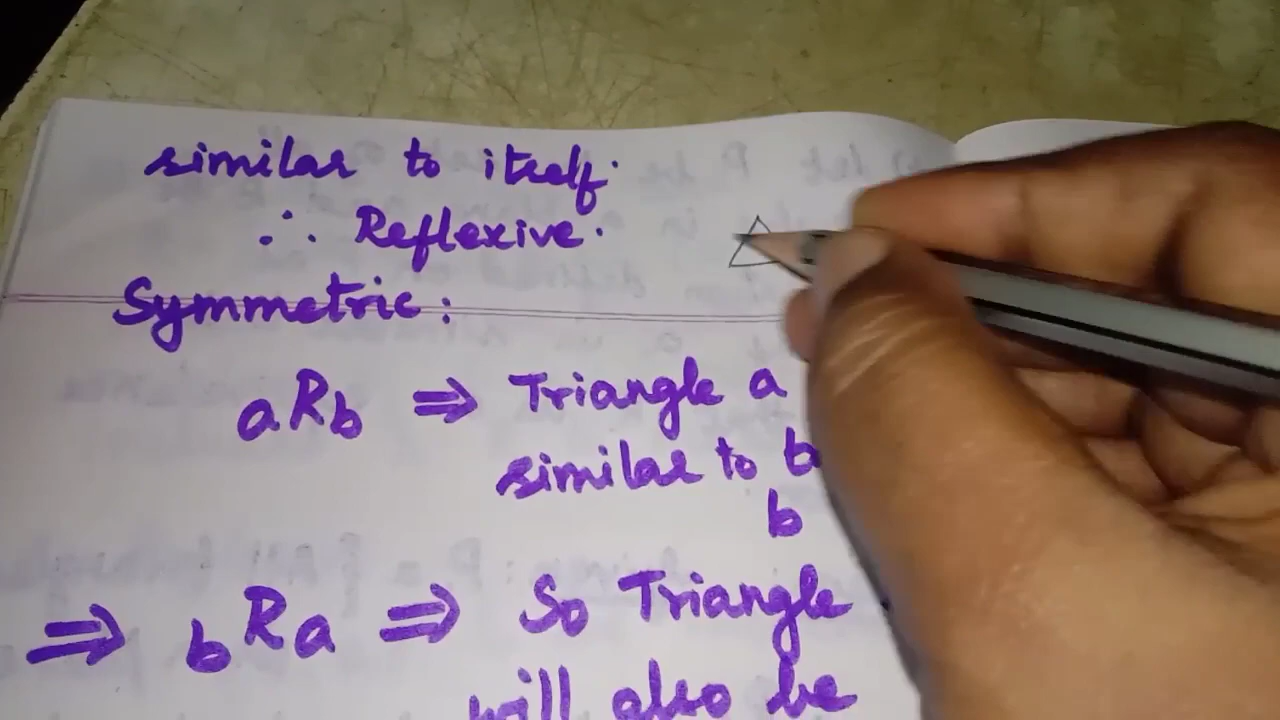 similar to itself.
∴ Reflexive.
Symmetric:
aRb ⇒ Triangle a
similar to b
b
⇒ bRa ⇒ So Triangle
will also be